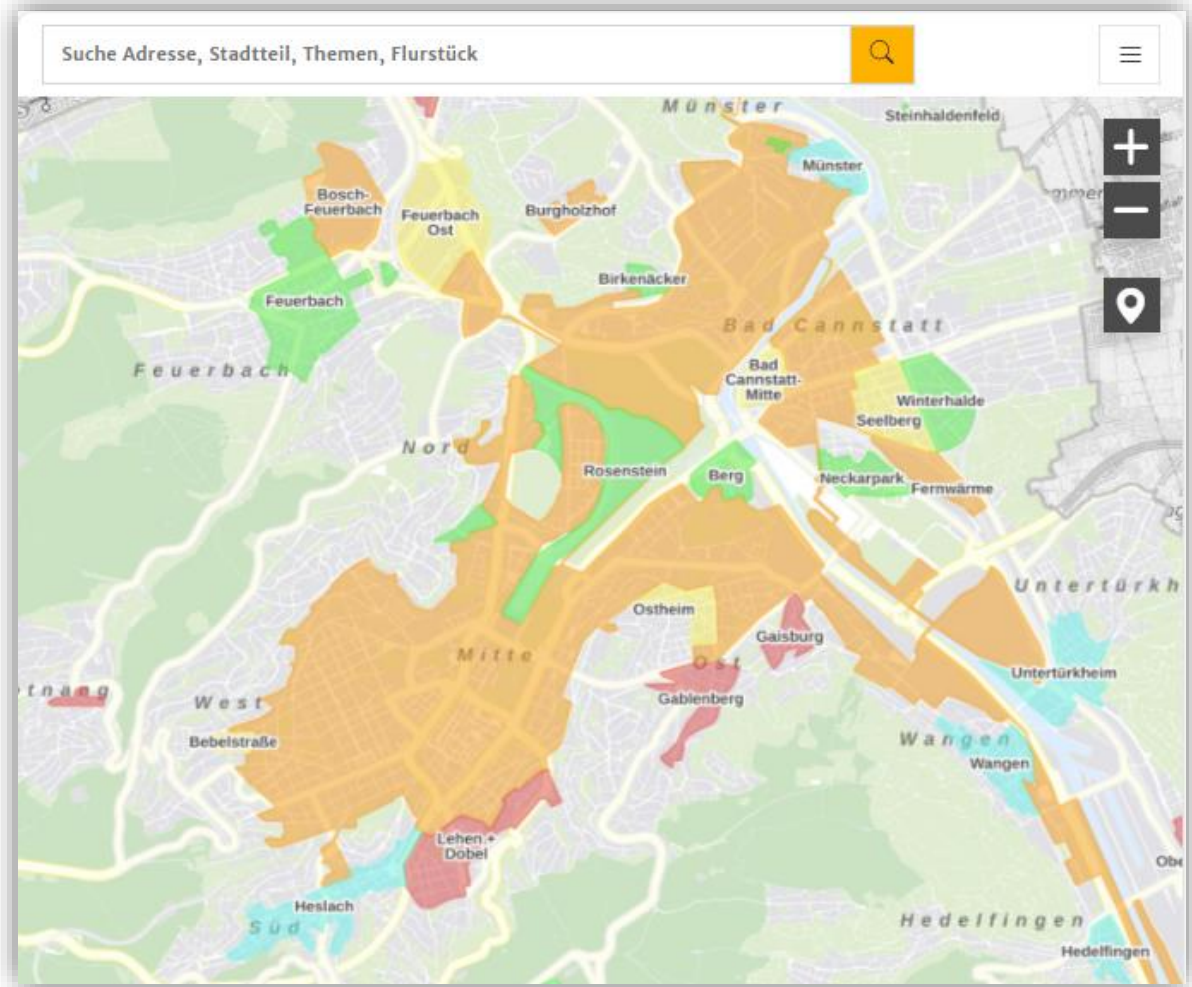 Suche Adresse, Stadtteil, Themen, Flurstück
Münster
Steinhaldenfeld
Münster
Bosch-
Feuerbach
Feuerbach
Ost
Burgholzhof
Birkenäcker
Feuerbach
Bad Cannstatt
Feuerbach
Bad
Cannstatt-
Mitte
Winterhalde
Seelberg
Nord
Rosenstein
Berg
Neckarpark
Fernwärme
Untertürkh
Ostheim
Gaisburg
Mitte
Ost
Untertürkheim
tnang
West
Gablenberg
Bebelstraße
Wangen
Wangen
Lehen +
Dobel
Obe
Heslach
Süd
Hedelfingen
Hedelfingen